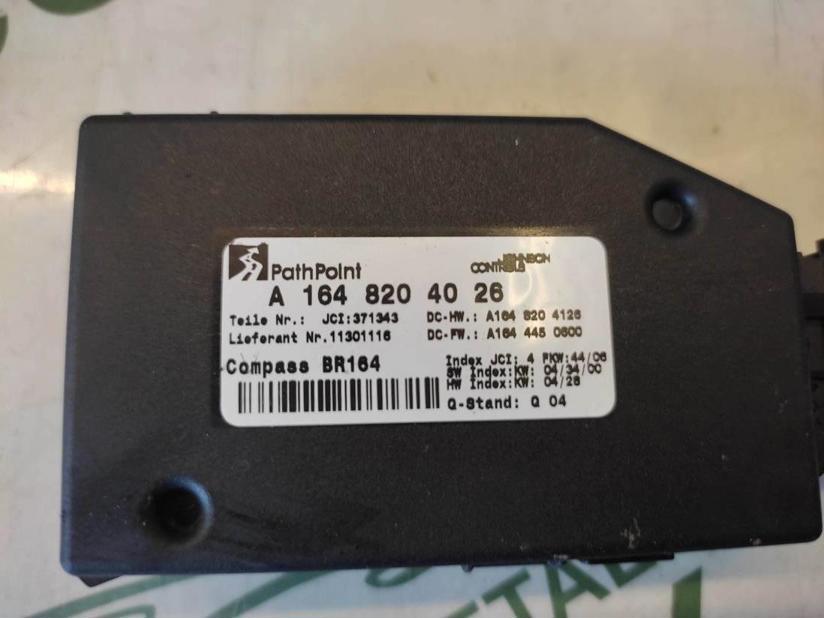 PathPoint
JOHNSON CONTROLS
A 164 820 40 26
Teile Nr.: JCI:371343 DC-HW.: A164 820 4126
Lieferant Nr.11301116 DC-FW.: A164 445 0600
Compass BR164
Index JCI: 4 PKW:44/06
SW Index:KW: 04/34/00
HW Index:KW: 04/26
Q-Stand: Q 04